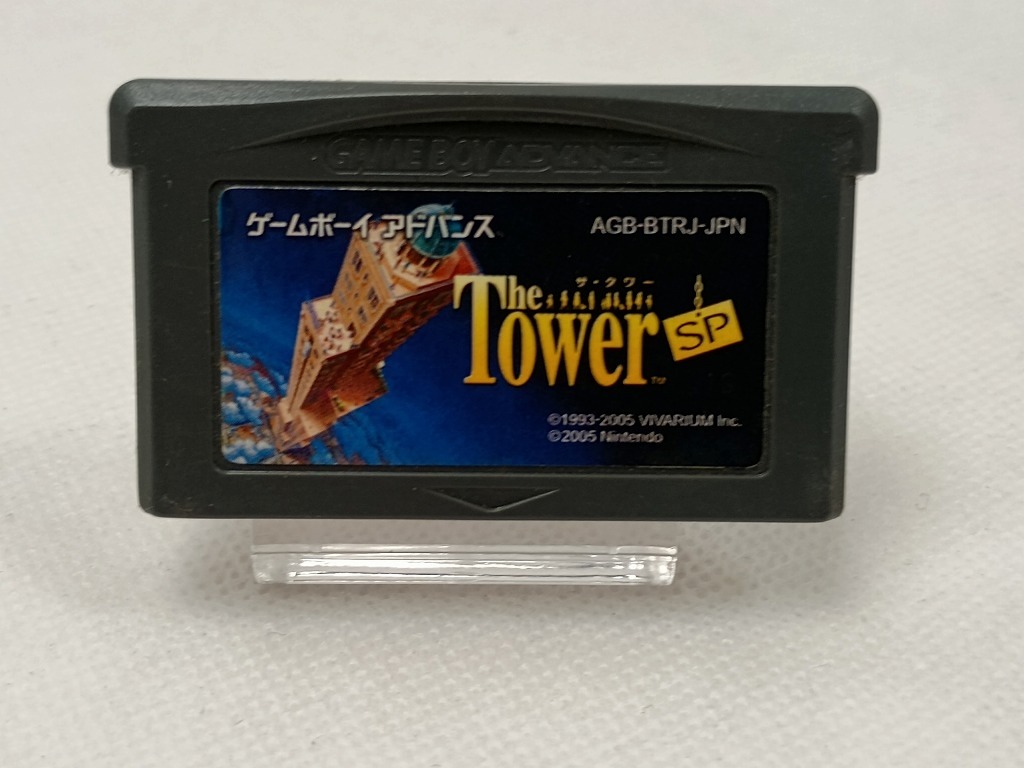 GAME BOY ADVANCE
ゲームボーイ アドバンス
AGB-BTRJ-JPN
ザ・タワー
The Tower SP
TM
©1993-2005 VIVARIUM Inc.
©2005 Nintendo